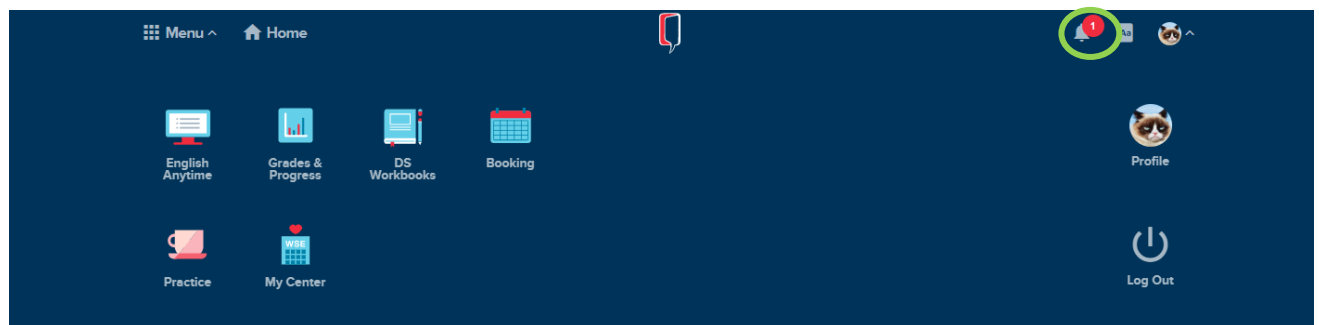 Menu
Home
1
Aa
English
Anytime
Grades &
Progress
DS
Workbooks
Booking
Profile
WSE
Practice
My Center
Log Out